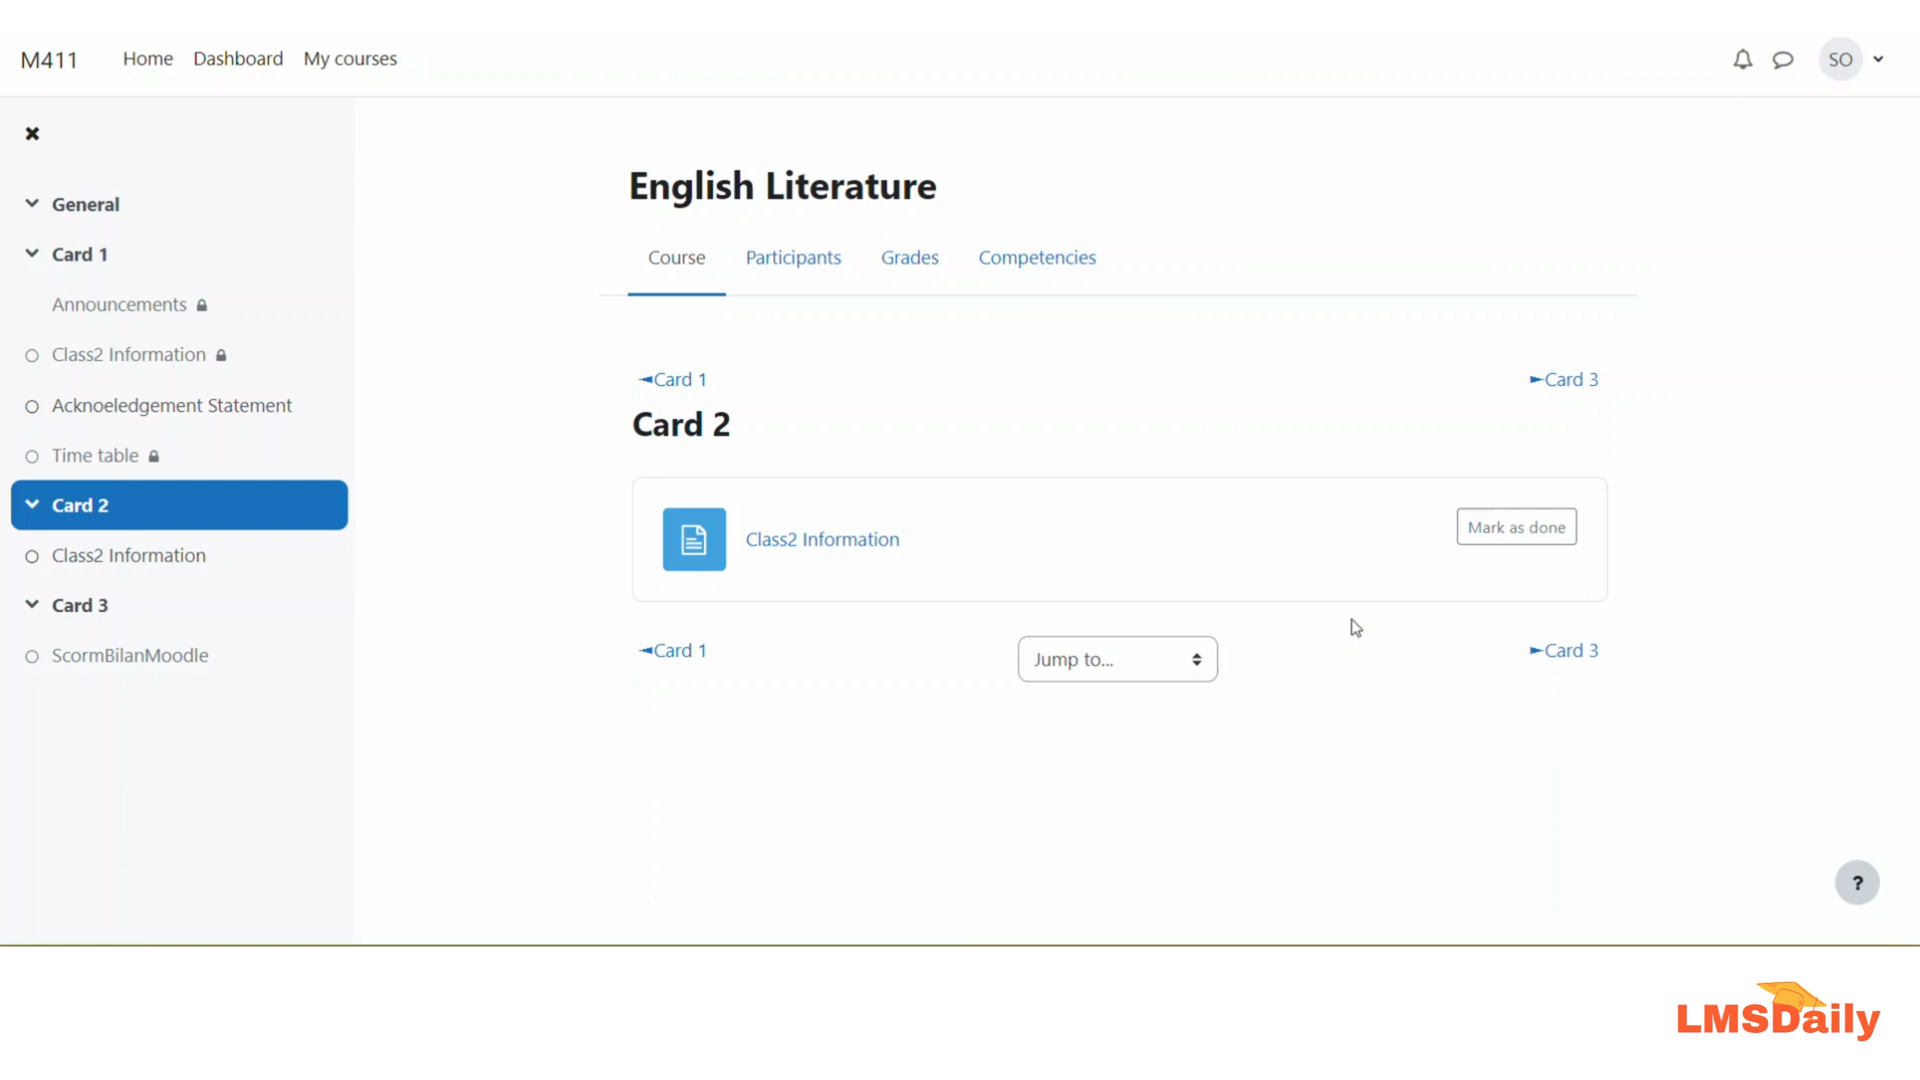 M411 Home Dashboard My courses SO
General
Card 1
Announcements
Class2 Information
Acknoeledgement Statement
Time table
Card 2
Class2 Information
Card 3
ScormBilanMoodle
English Literature
Course Participants Grades Competencies
◄Card 1 ►Card 3
Card 2
Class2 Information Mark as done
◄Card 1 Jump to... ►Card 3
?
LMSDaily